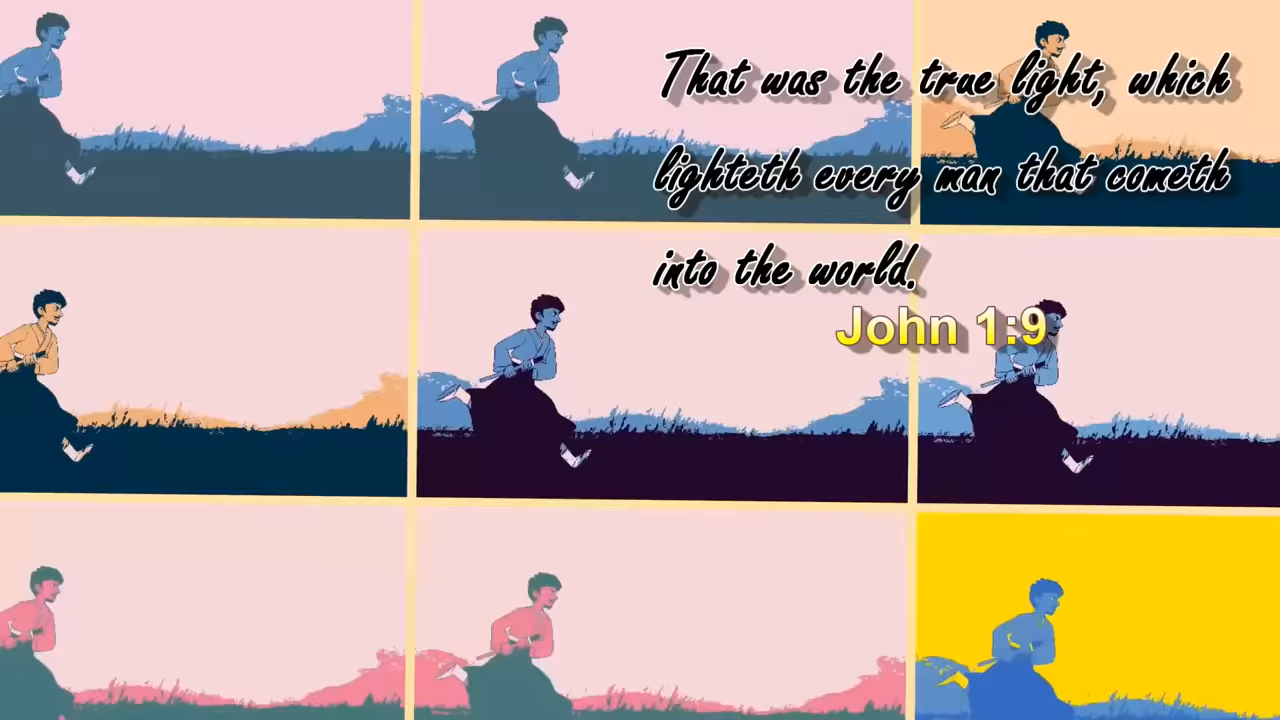 That was the true light, which
lighteth every man that cometh
into the world.
John 1:9